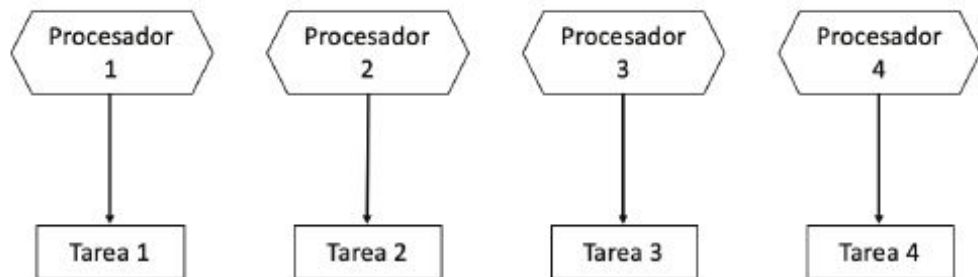 Procesador
1
Procesador
2
Procesador
3
Procesador
4
Tarea 1
Tarea 2
Tarea 3
Tarea 4